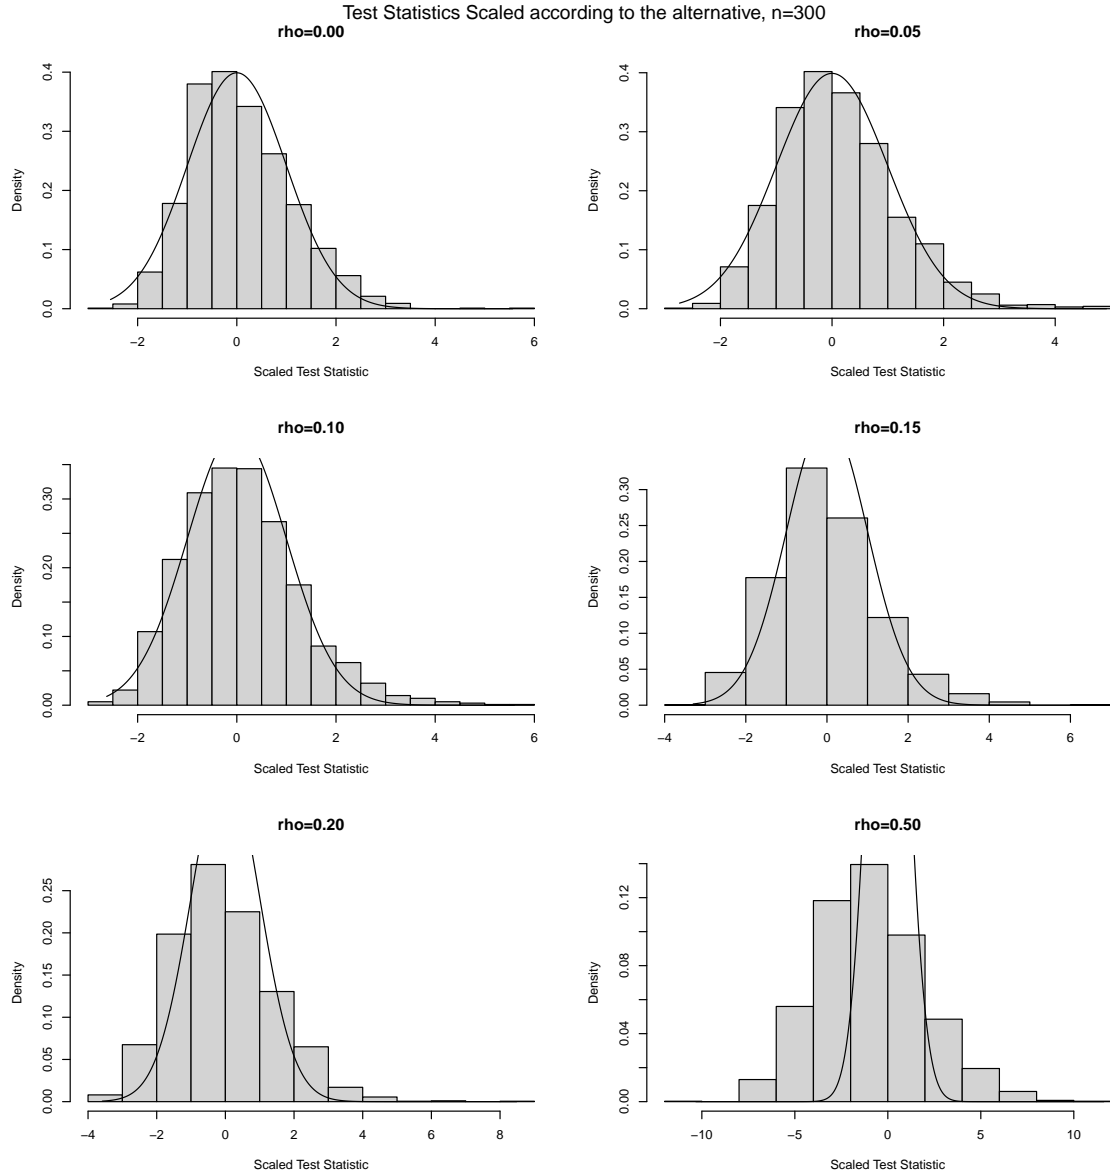 Test Statistics Scaled according to the alternative, n=300
rho=0.00
Density
0.0 0.1 0.2 0.3 0.4
−2 0 2 4 6
Scaled Test Statistic
rho=0.05
Density
0.0 0.1 0.2 0.3 0.4
−2 0 2 4
Scaled Test Statistic
rho=0.10
Density
0.00 0.10 0.20 0.30
−2 0 2 4 6
Scaled Test Statistic
rho=0.15
Density
0.00 0.05 0.10 0.15 0.20 0.25 0.30
−4 −2 0 2 4 6
Scaled Test Statistic
rho=0.20
Density
0.00 0.05 0.10 0.15 0.20 0.25
−4 −2 0 2 4 6 8
Scaled Test Statistic
rho=0.50
Density
0.00 0.04 0.08 0.12
−10 −5 0 5 10
Scaled Test Statistic